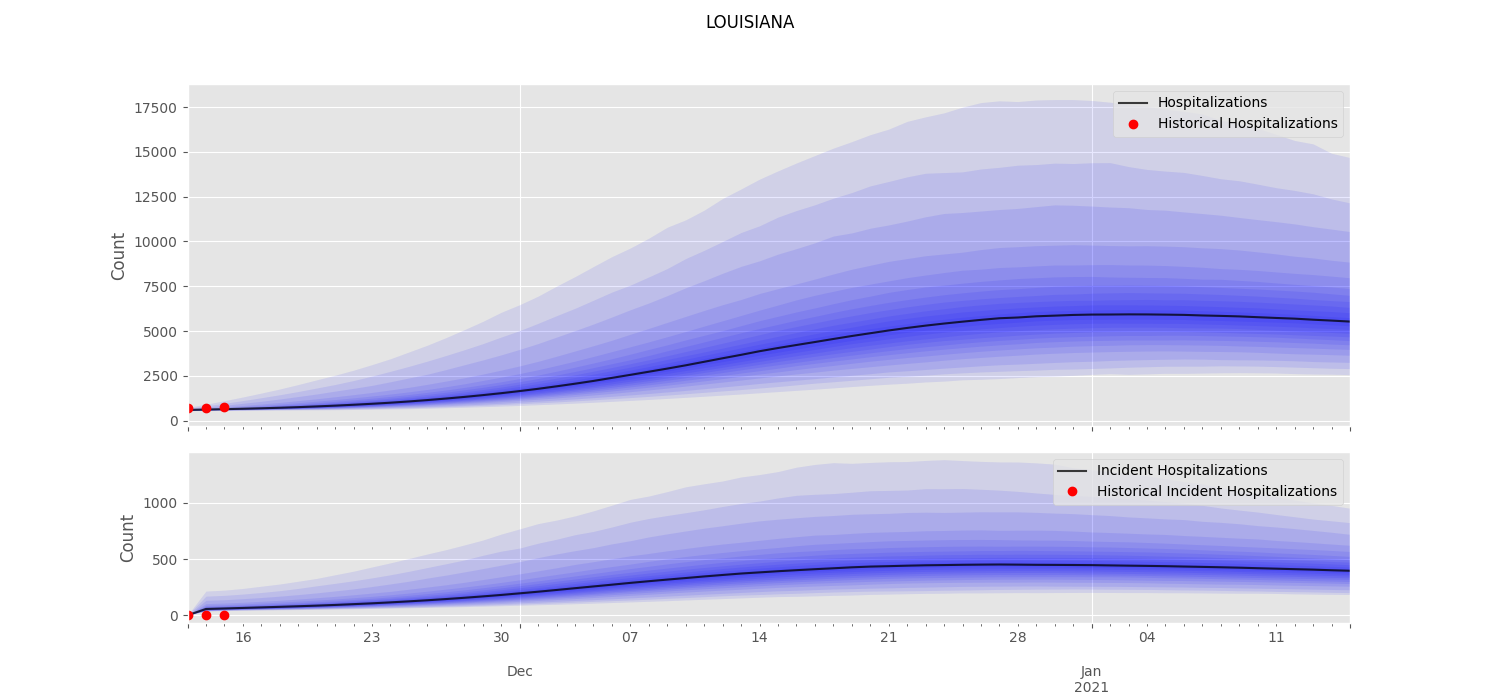 LOUISIANA
17500
15000
12500
10000
7500
5000
2500
0
Count
Hospitalizations
Historical Hospitalizations
1000
500
0
Count
Incident Hospitalizations
Historical Incident Hospitalizations
16 23 30 07 14 21 28 04 11
Dec Jan
2021